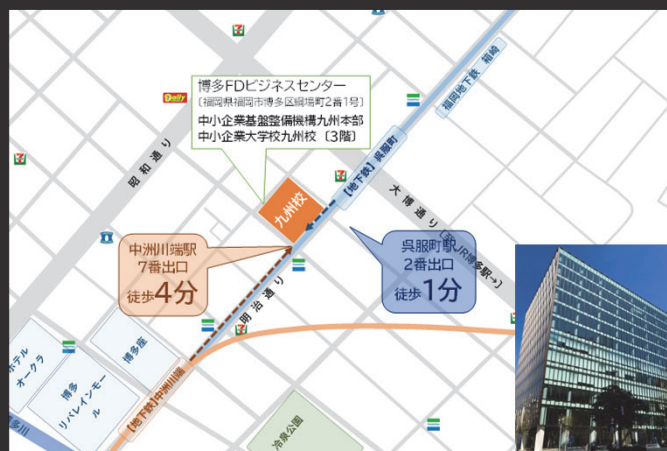 博多FDビジネスセンター
〔福岡県福岡市博多区綱場町2番1号〕
中小企業基盤整備機構九州本部
中小企業大学校九州校〔3階〕
Daily
昭和通り
福岡地下鉄 箱崎
【地下鉄】呉服町
大博通り【至JR博多駅→】
九州校
中洲川端駅
7番出口
徒歩4分
呉服町駅
2番出口
徒歩1分
明治通り
博多座
ホテル
オークラ
博多
リバレインモー
ル
【地下鉄】中洲川端
冷泉公園
多川